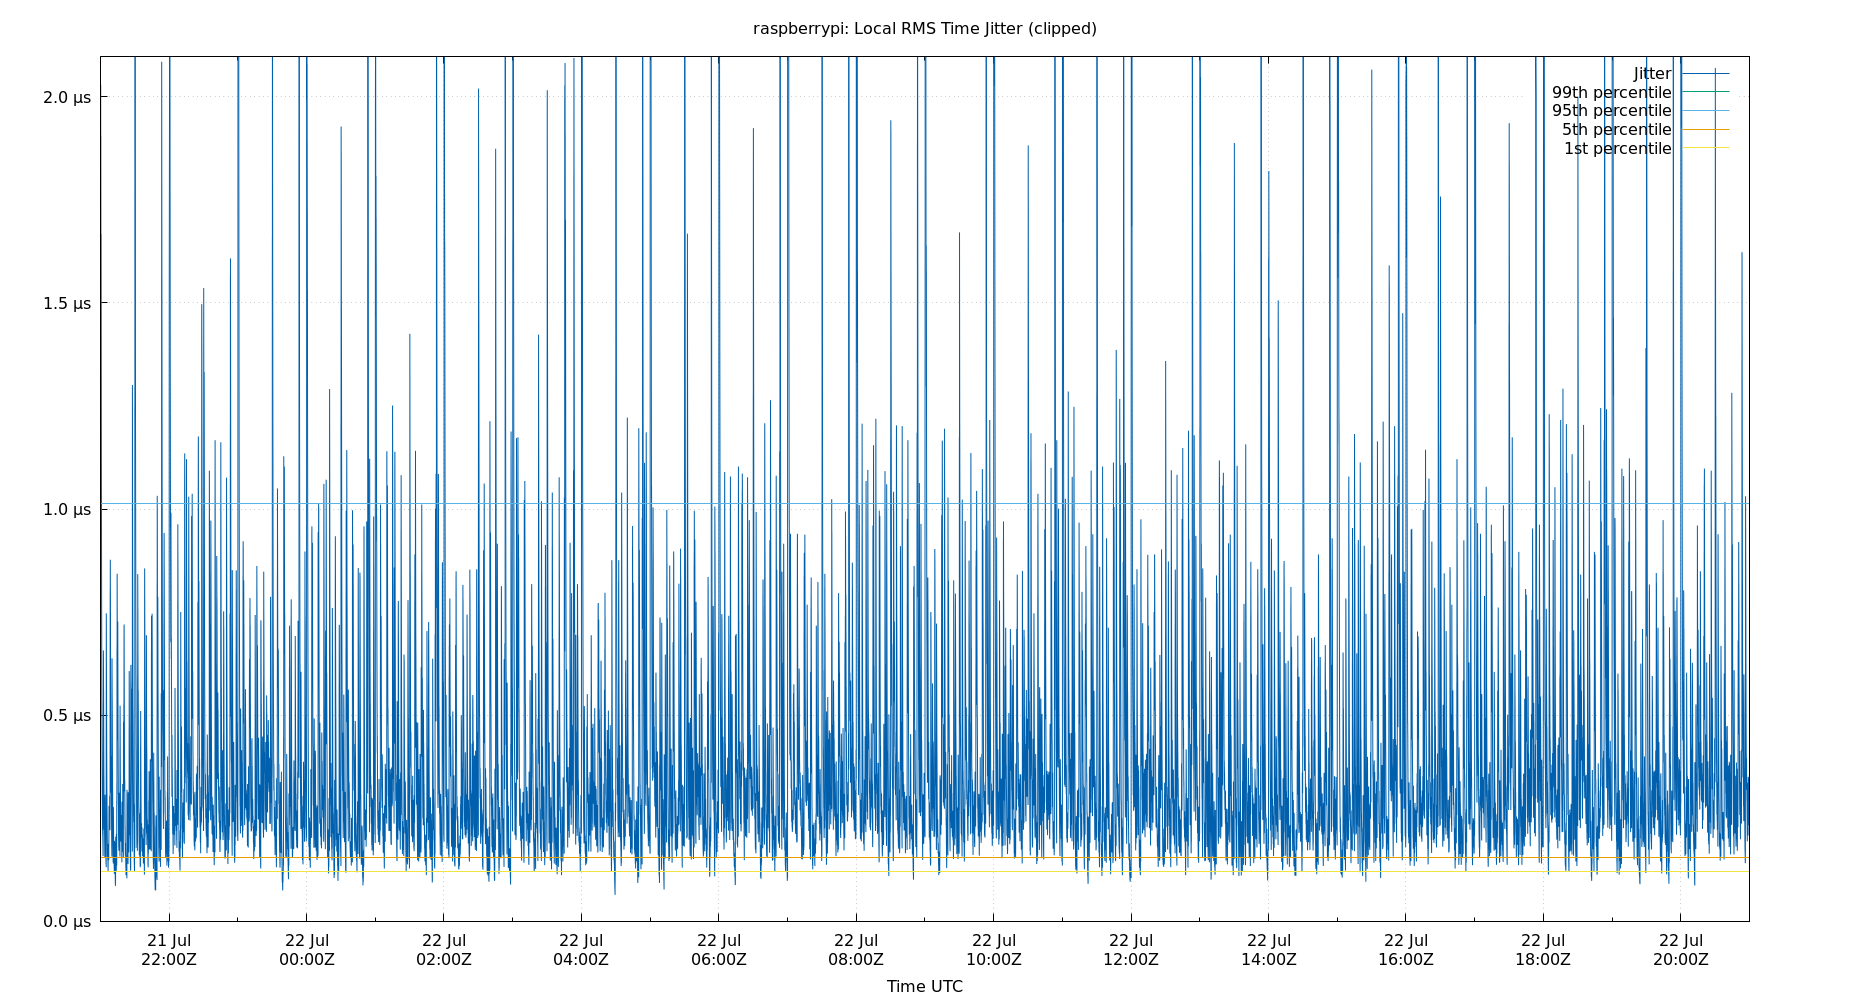 raspberrypi: Local RMS Time Jitter (clipped)
Jitter
99th percentile
95th percentile
5th percentile
1st percentile
2.0 μs
1.5 μs
1.0 μs
0.5 μs
0.0 μs
21 Jul 22 Jul 22 Jul 22 Jul 22 Jul 22 Jul 22 Jul 22 Jul 22 Jul 22 Jul 22 Jul 22 Jul
22:00Z 00:00Z 02:00Z 04:00Z 06:00Z 08:00Z 10:00Z 12:00Z 14:00Z 16:00Z 18:00Z 20:00Z
Time UTC